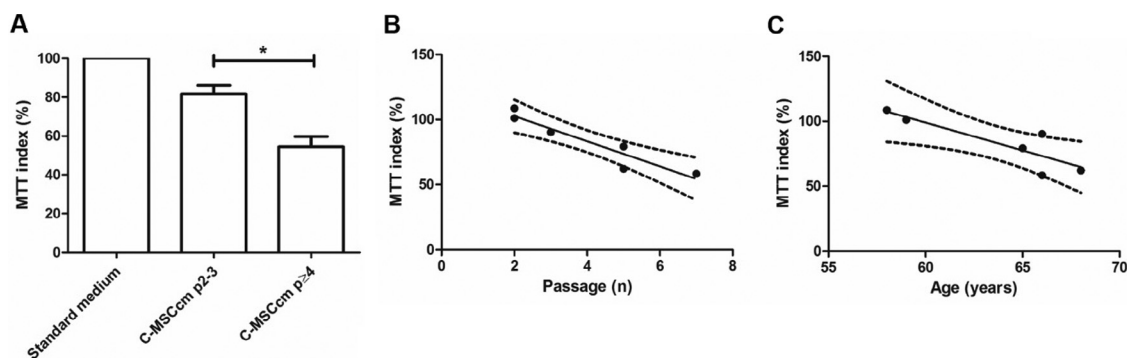 A
MTT index (%)
100
80
60
40
20
0
*
Standard medium
C-MSCcm p2-3
C-MSCcm p≥4
B
MTT index (%)
150
100
50
0
0 2 4 6 8
Passage (n)
C
MTT index (%)
150
100
50
0
55 60 65 70
Age (years)